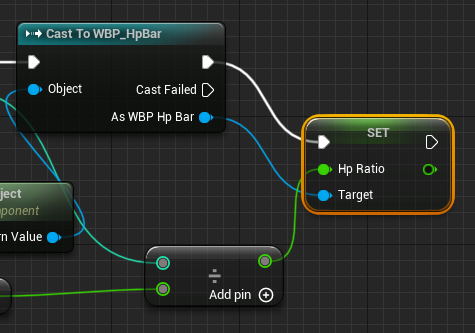 Cast To WBP_HpBar
Object
Cast Failed
As WBP Hp Bar
SET
Hp Ratio
Target
ject
ponent
rn Value
÷
Add pin